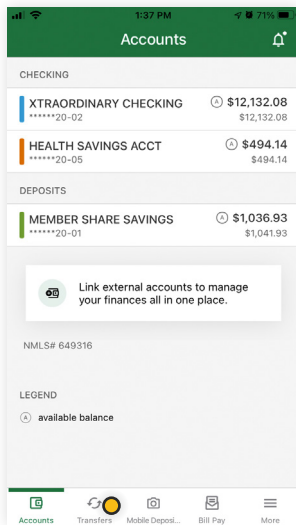 1:37 PM
71%
Accounts
CHECKING
XTRAORDINARY CHECKING
Ⓐ $12,132.08
******20-02
$12,132.08
HEALTH SAVINGS ACCT
Ⓐ $494.14
******20-05
$494.14
DEPOSITS
MEMBER SHARE SAVINGS
Ⓐ $1,036.93
******20-01
$1,041.93
Link external accounts to manage
your finances all in one place.
NMLS# 649316
LEGEND
Ⓐ available balance
Accounts
Transfers
Mobile Deposi...
Bill Pay
More